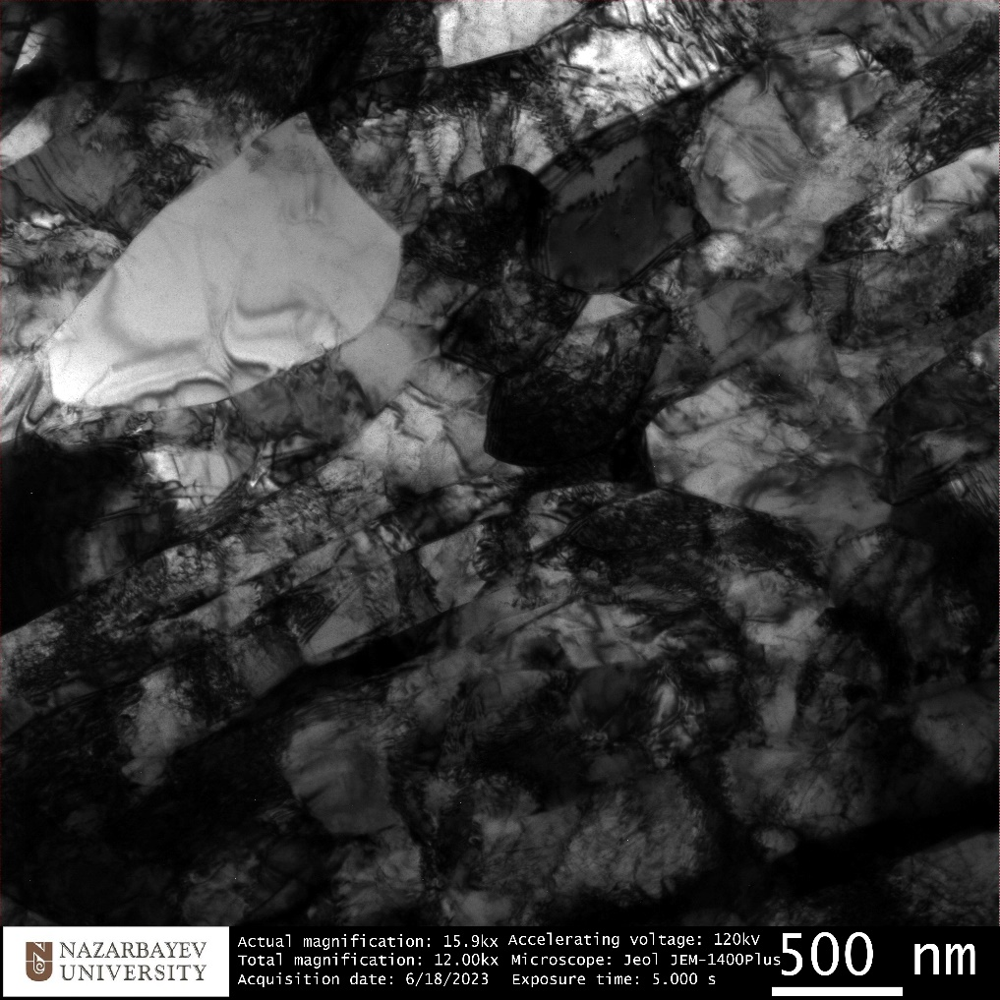 NAZARBAYEV
UNIVERSITY
Actual magnification: 15.9kx Accelerating voltage: 120kv
Total magnification: 12.00kx Microscope: Jeol JEM-1400Plus
Acquisition date: 6/18/2023 Exposure time: 5.000 s
500 nm